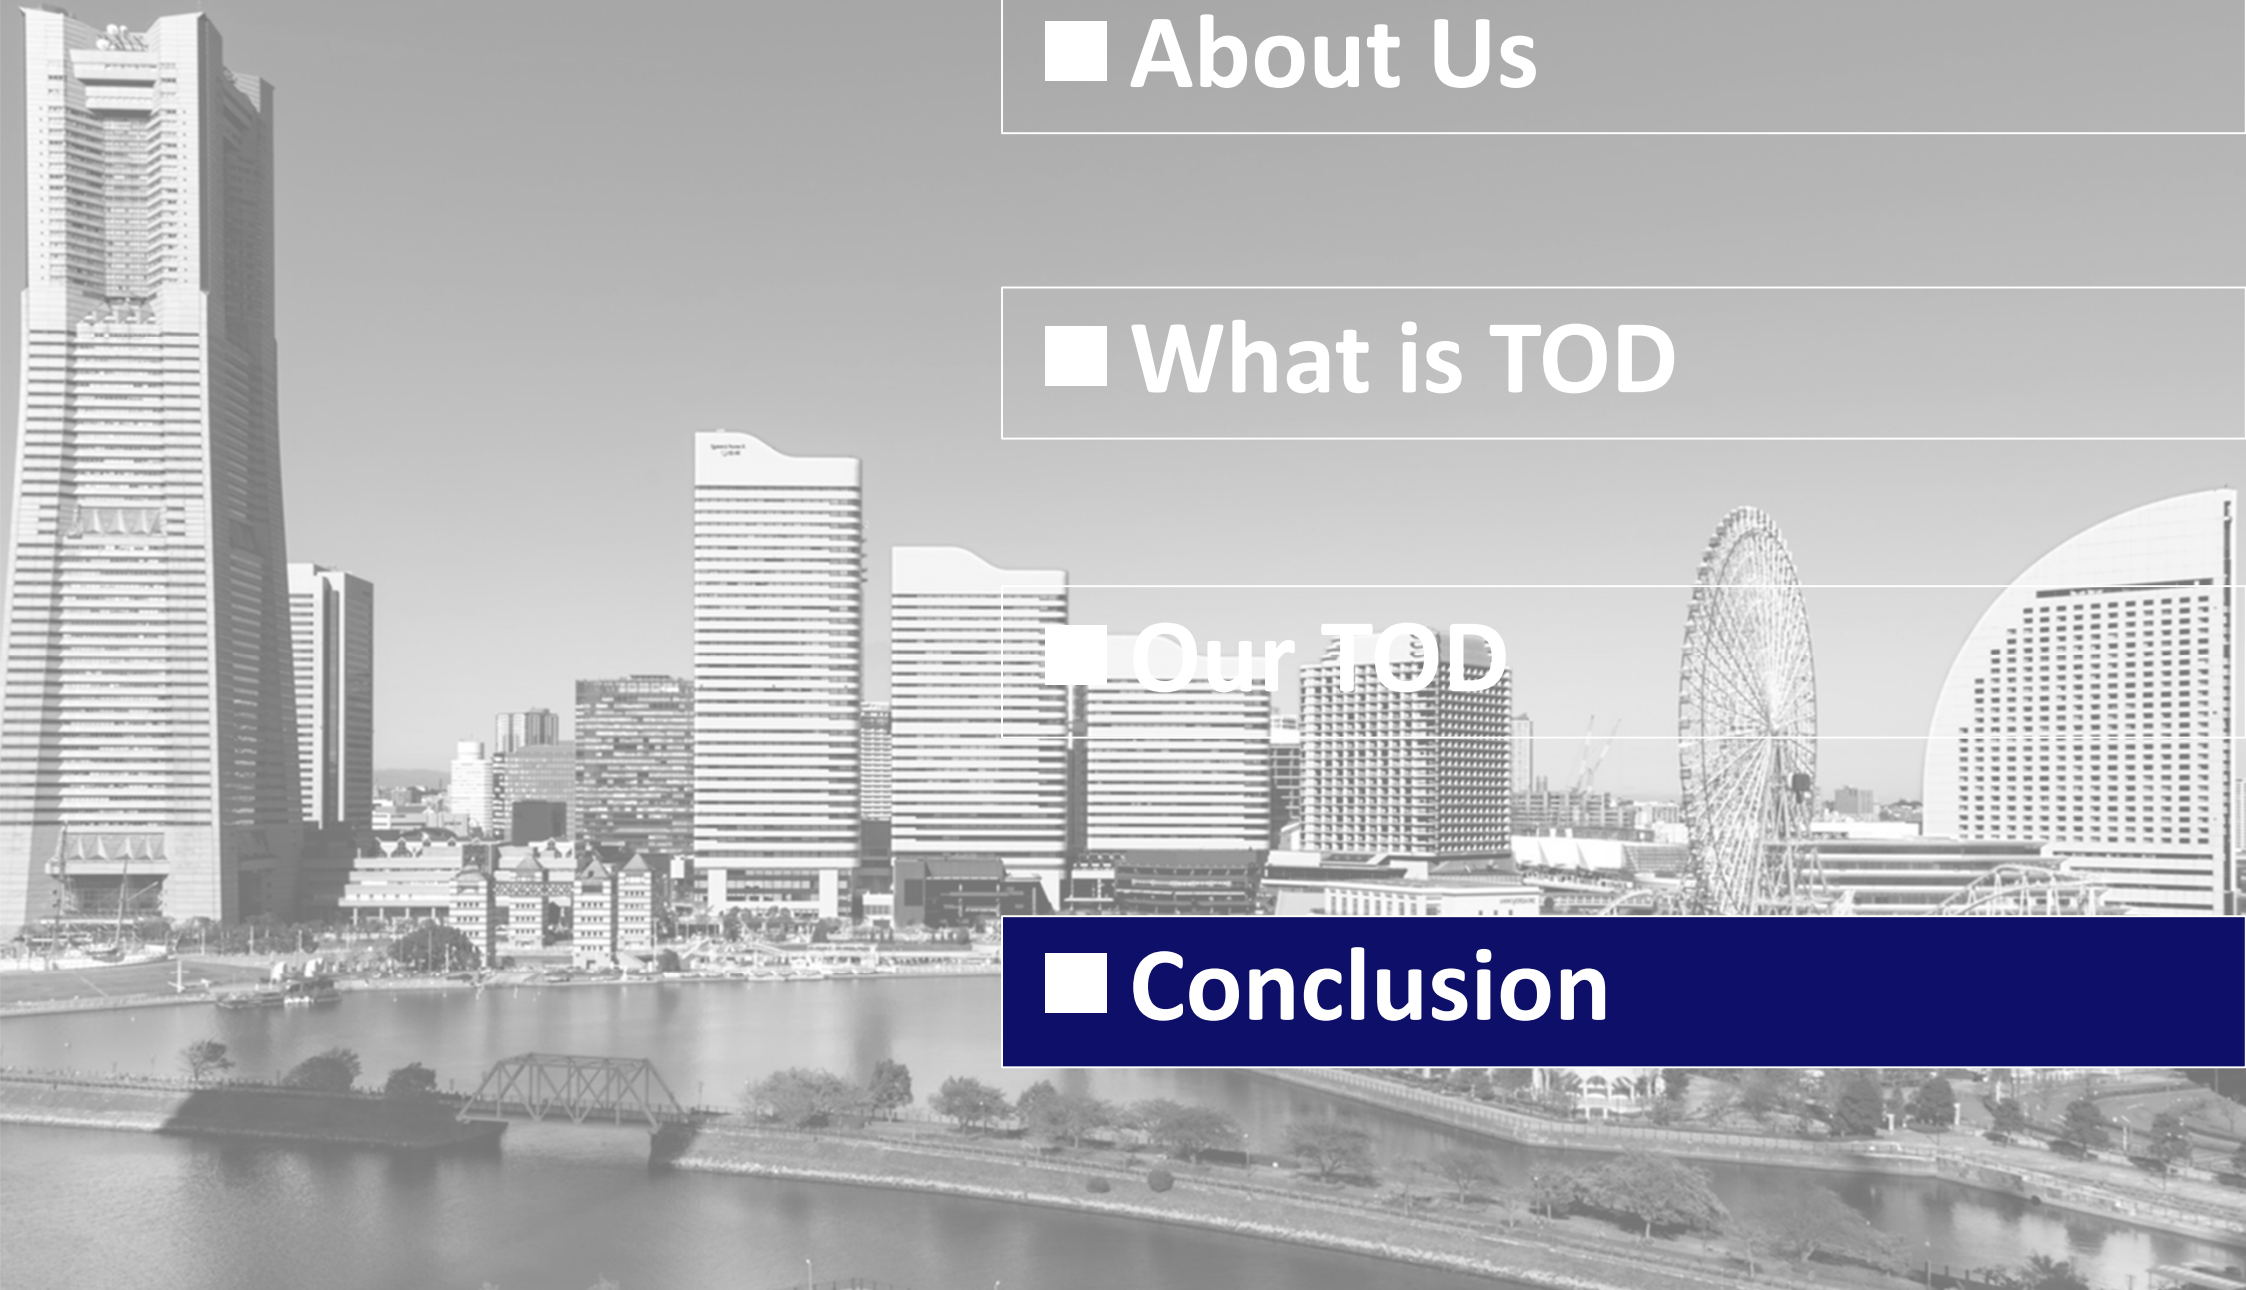 ■ About Us
■ What is TOD
■ Our TOD
■ Conclusion